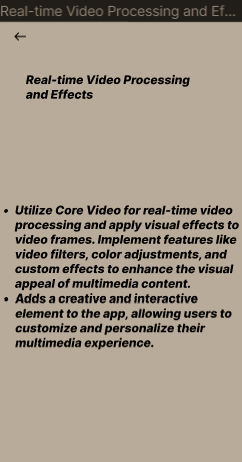 Real-time Video Processing and Ef...
Real-time Video Processing
and Effects
• Utilize Core Video for real-time video
processing and apply visual effects to
video frames. Implement features like
video filters, color adjustments, and
custom effects to enhance the visual
appeal of multimedia content.
• Adds a creative and interactive
element to the app, allowing users to
customize and personalize their
multimedia experience.